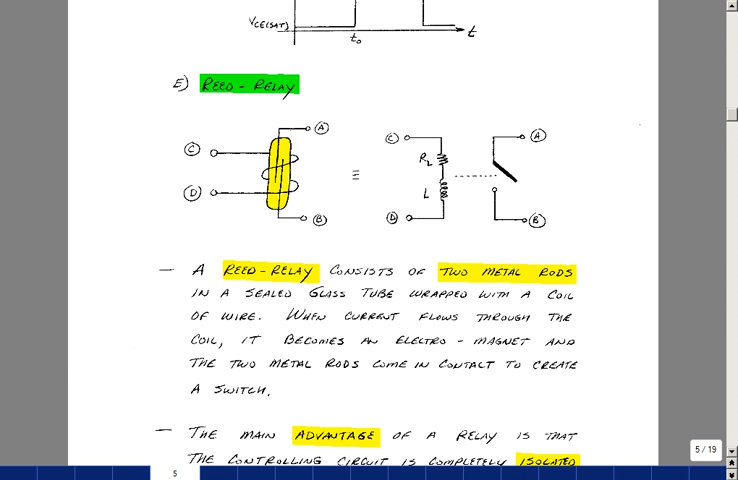 VCE(SAT)
t₀
t
E) REED-RELAY
C
A
D
B
≡
C
A
RL
L
D
B
— A REED-RELAY CONSISTS OF TWO METAL RODS
IN A SEALED GLASS TUBE WRAPPED WITH A COIL
OF WIRE. WHEN CURRENT FLOWS THROUGH THE
COIL, IT BECOMES AN ELECTRO-MAGNET AND
THE TWO METAL RODS COME IN CONTACT TO CREATE
A SWITCH.
— THE MAIN ADVANTAGE OF A RELAY IS THAT
THE CONTROLLING CIRCUIT IS COMPLETELY ISOLATED
5 / 19
5